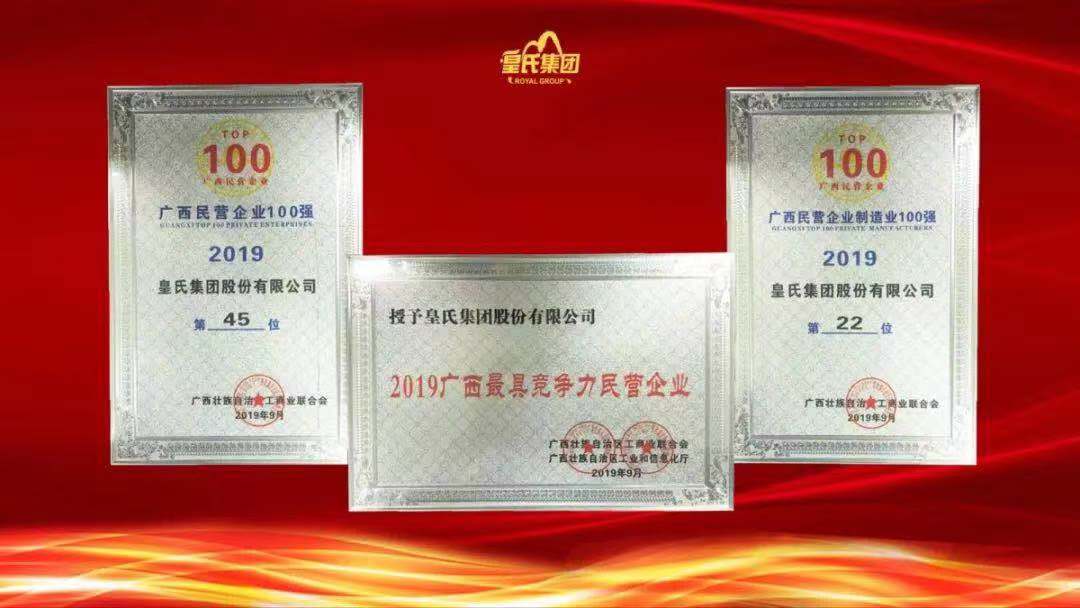 皇氏集团
ROYAL GROUP
TOP
100
广西民营企业
广西民营企业100强
GUANGXI TOP 100 PRIVATE ENTERPRISES
2019
皇氏集团股份有限公司
第 45 位
广西壮族自治区工商业联合会
2019年9月
授予皇氏集团股份有限公司
2019广西最具竞争力民营企业
广西壮族自治区工商业联合会
广西壮族自治区工业和信息化厅
2019年9月
TOP
100
广西民营企业
广西民营企业制造业100强
GUANGXI TOP 100 PRIVATE MANUFACTURERS
2019
皇氏集团股份有限公司
第 22 位
广西壮族自治区工商业联合会
2019年9月